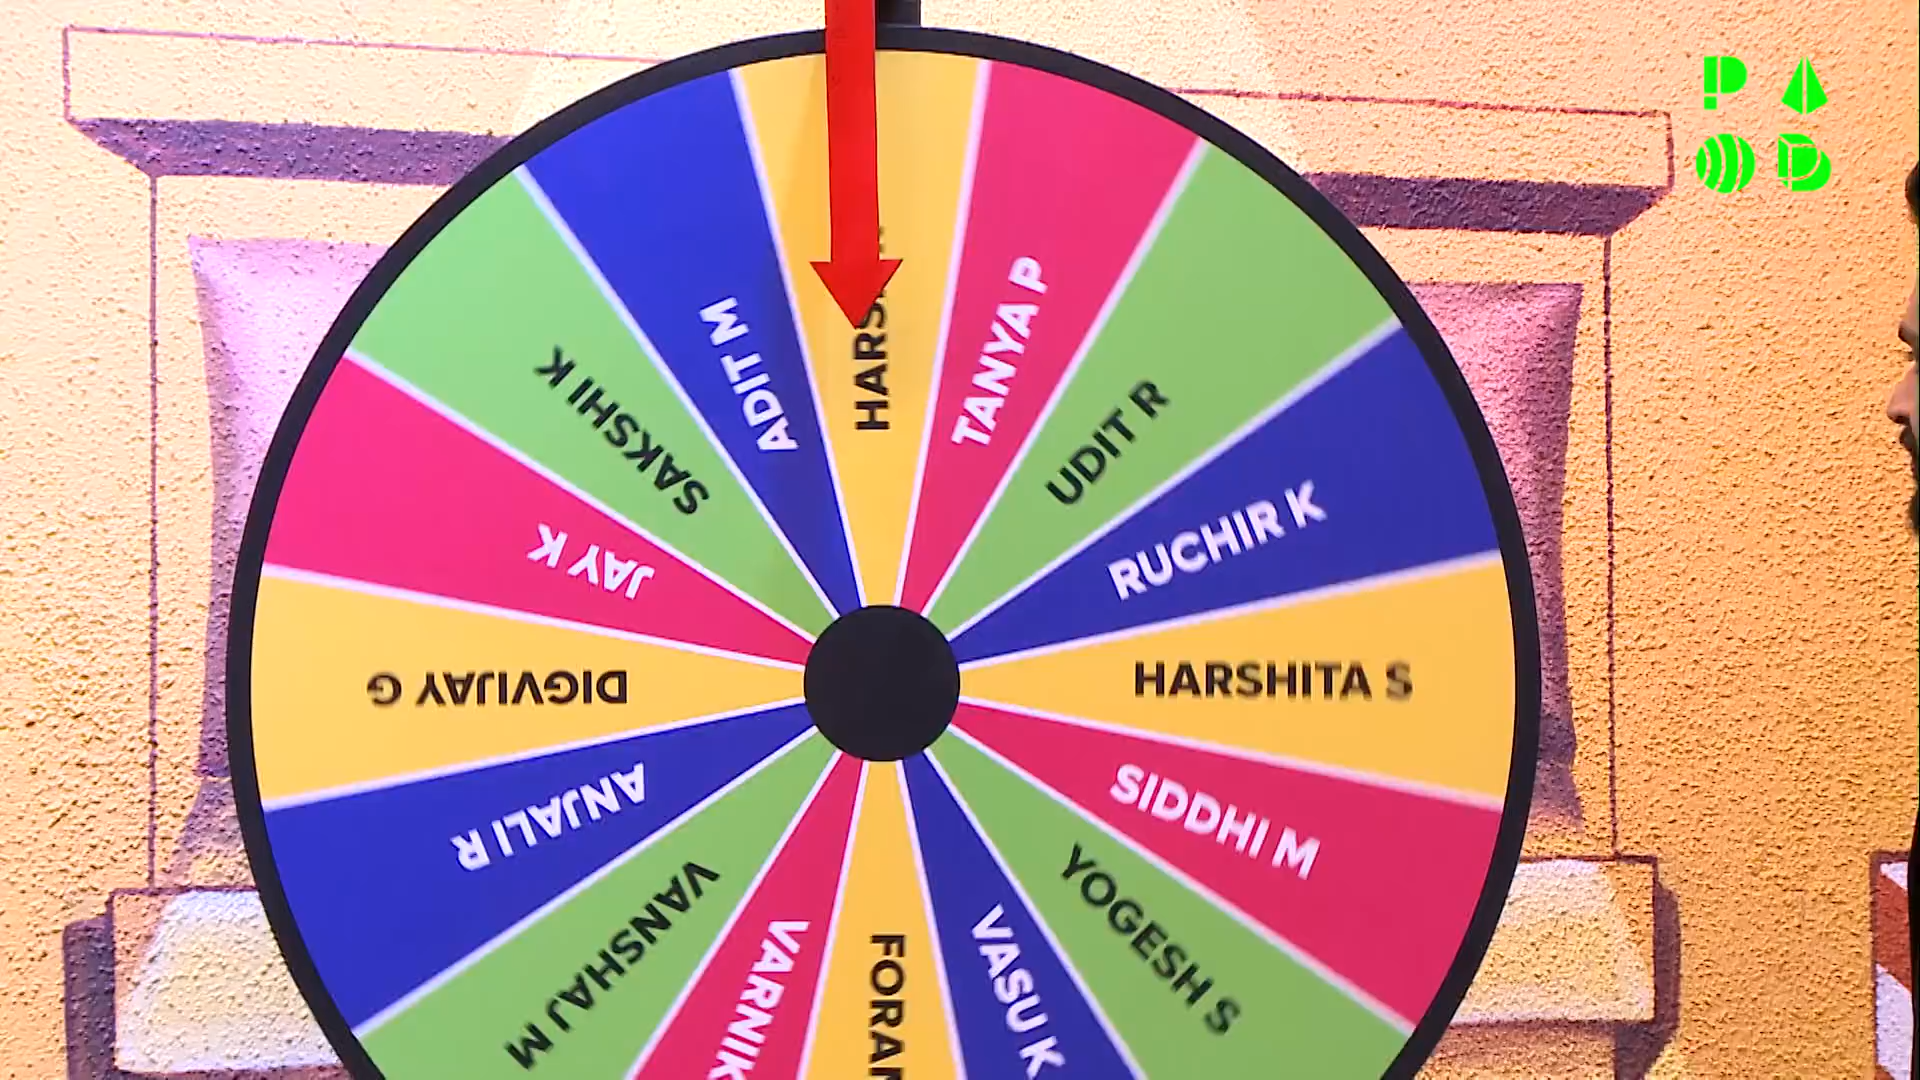 TANYA P
UDIT R
RUCHIR K
HARSHITA S
SIDDHI M
YOGESH S
VASU K
VANSHAJ M
ANJALI R
DIGVIJAY G
JAY K
SAKSHI K
ADIT M